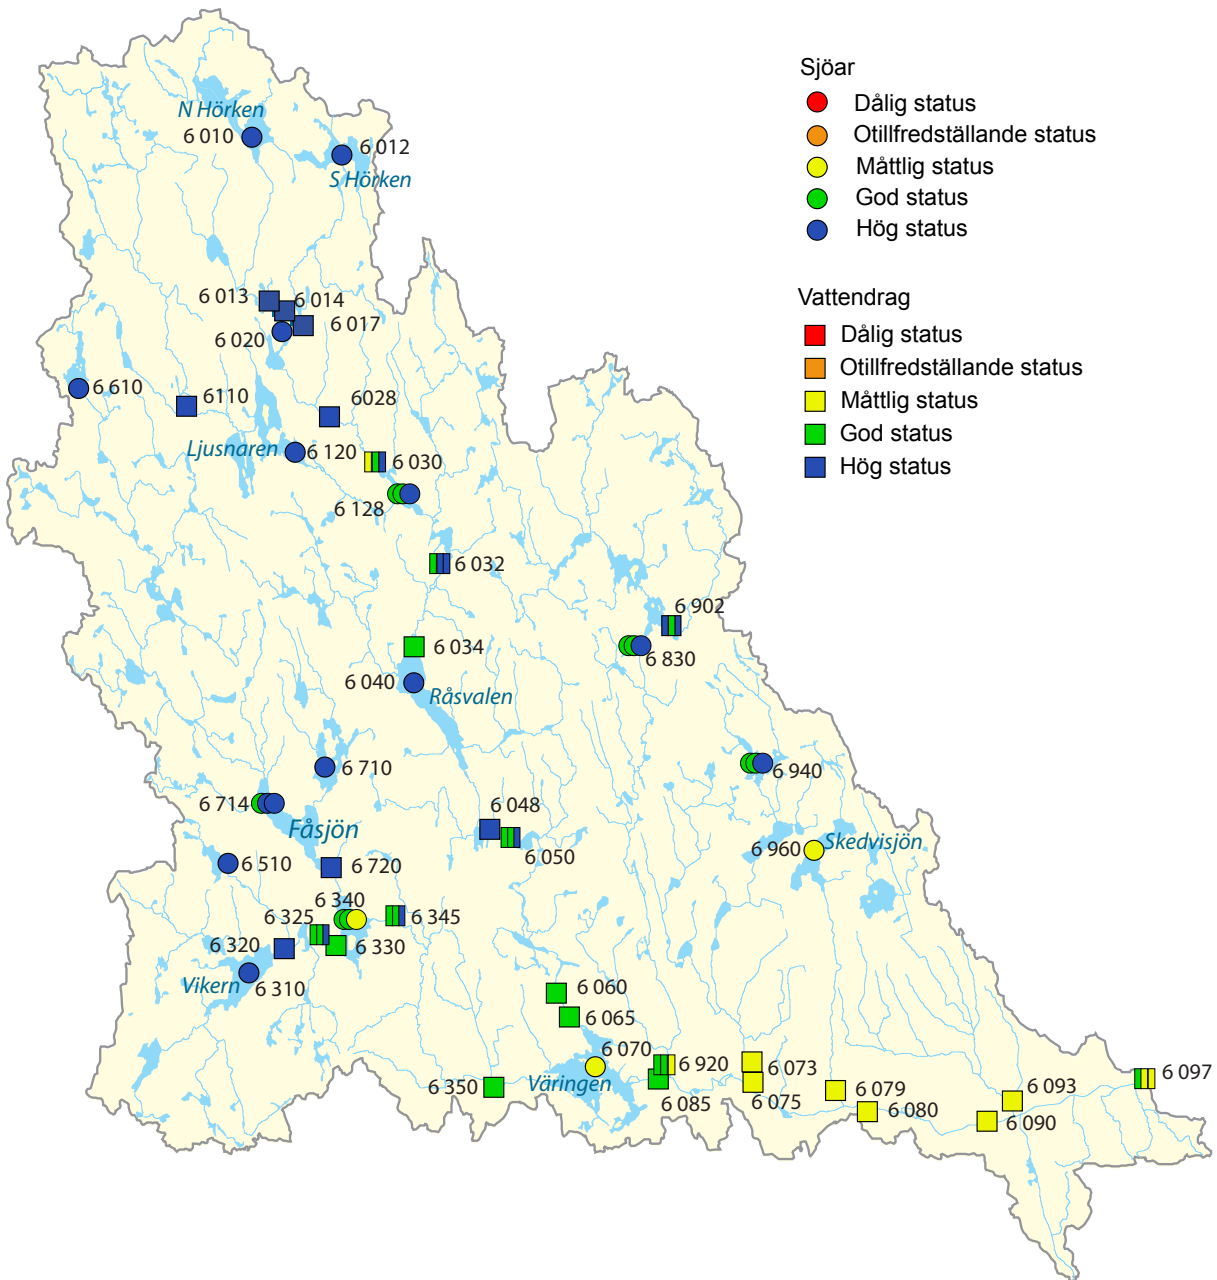 Sjöar
Dålig status
Otillfredställande status
Måttlig status
God status
Hög status
Vattendrag
Dålig status
Otillfredställande status
Måttlig status
God status
Hög status
N Hörken
6 010
6 012
S Hörken
6 013
6 014
6 017
6 020
6 610
6110
6028
Ljusnaren
6 120
6 030
6 128
6 032
6 902
6 034
6 830
6 040
Råsvalen
6 710
6 940
6 714
Fåsjön
6 048
6 050
6 960
Skedvisjön
6 510
6 720
6 340
6 325
6 345
6 320
6 330
Vikern
6 310
6 060
6 065
6 070
6 920
6 073
6 097
Väringen
6 350
6 085
6 075
6 079
6 093
6 080
6 090